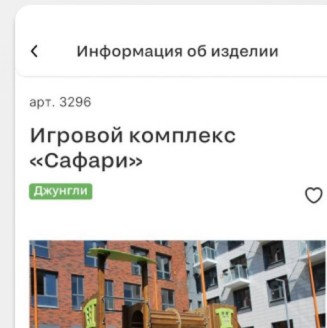 Информация об изделии
арт. 3296
Игровой комплекс
«Сафари»
Джунгли